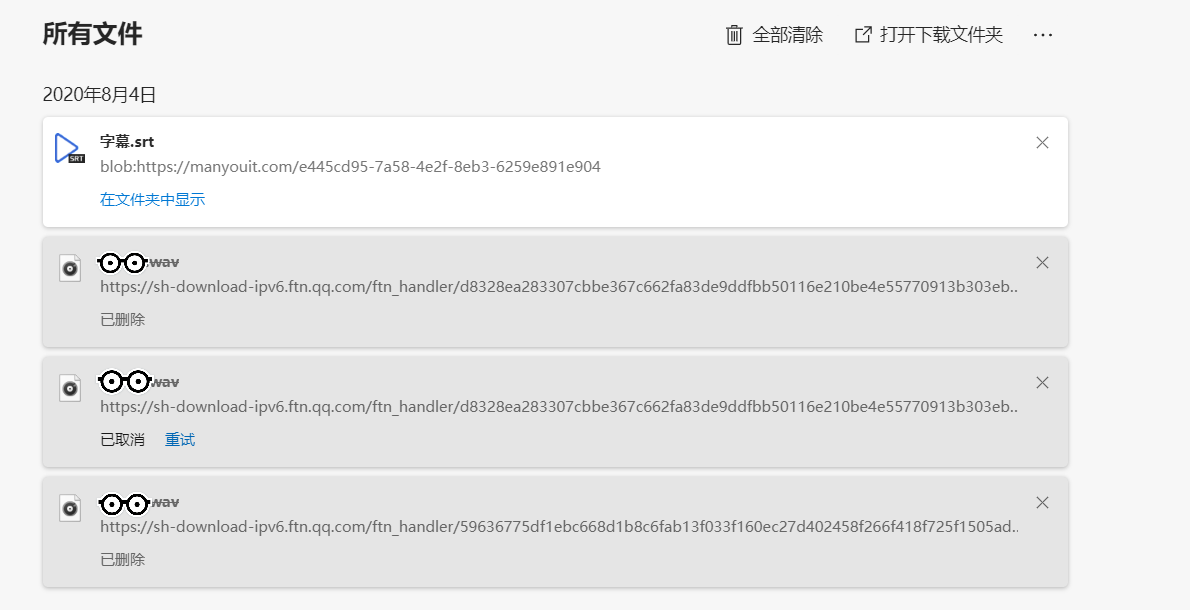 所有文件
全部清除
打开下载文件夹
2020年8月4日
字幕.srt
SRT
blob:https://manyouit.com/e445cd95-7a58-4e2f-8eb3-6259e891e904
在文件夹中显示
.wav
https://sh-download-ipv6.ftn.qq.com/ftn_handler/d8328ea283307cbbe367c662fa83de9ddfbb50116e210be4e55770913b303eb..
已删除
wav
https://sh-download-ipv6.ftn.qq.com/ftn_handler/d8328ea283307cbbe367c662fa83de9ddfbb50116e210be4e55770913b303eb..
已取消 重试
wav
https://sh-download-ipv6.ftn.qq.com/ftn_handler/59636775df1ebc668d1b8c6fab13f033f160ec27d402458f266f418f725f1505ad..
已删除